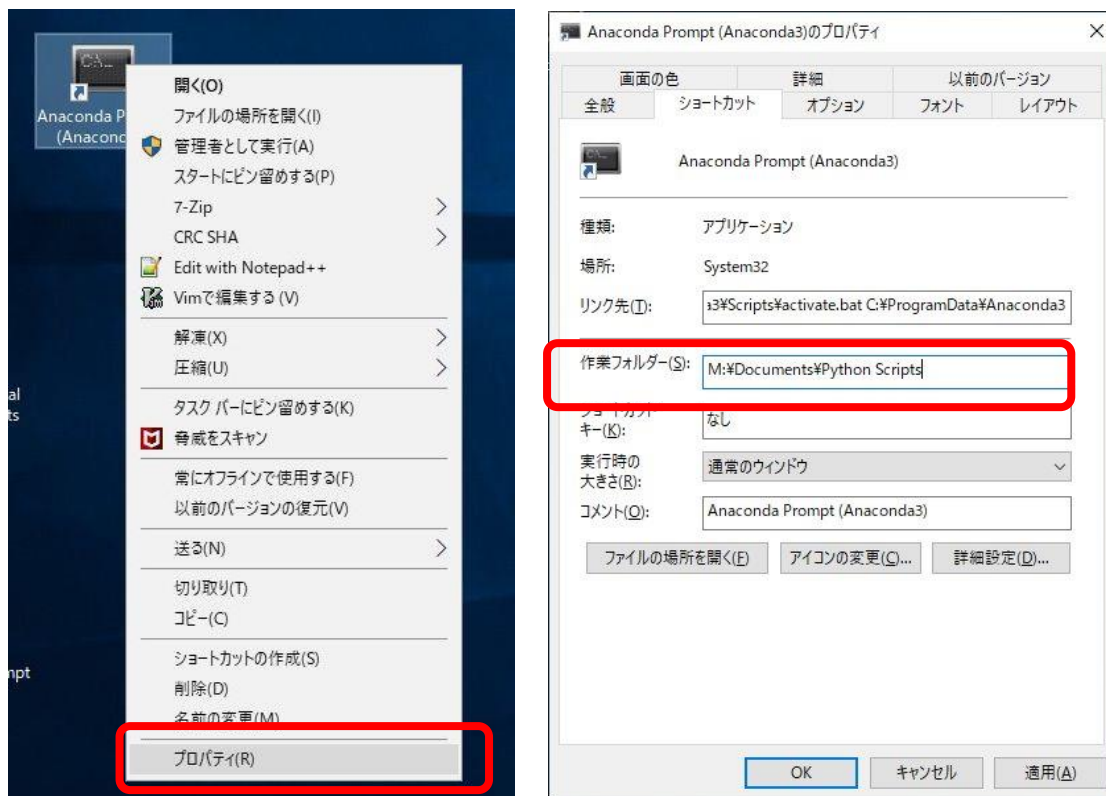 C:\_
Anaconda P
(Anaconc
al
ts
mpt
開く(O)
ファイルの場所を開く(I)
管理者として実行(A)
スタートにピン留めする(P)
7-Zip
CRC SHA
Edit with Notepad++
Vimで編集する (V)
解凍(X)
圧縮(U)
タスク バーにピン留めする(K)
脅威をスキャン
常にオフラインで使用する(F)
以前のバージョンの復元(V)
送る(N)
切り取り(T)
コピー(C)
ショートカットの作成(S)
削除(D)
名前の変更(M)
プロパティ(R)
Anaconda Prompt (Anaconda3)のプロパティ
画面の色 詳細 以前のバージョン
全般 ショートカット オプション フォント レイアウト
Anaconda Prompt (Anaconda3)
種類: アプリケーション
場所: System32
リンク先(T): a3¥Scripts¥activate.bat C:¥ProgramData¥Anaconda3
作業フォルダー(S): M:¥Documents¥Python Scripts
ショートカット
キー(K): なし
実行時の
大きさ(R): 通常のウィンドウ
コメント(O): Anaconda Prompt (Anaconda3)
ファイルの場所を開く(F) アイコンの変更(C)... 詳細設定(D)...
OK キャンセル 適用(A)